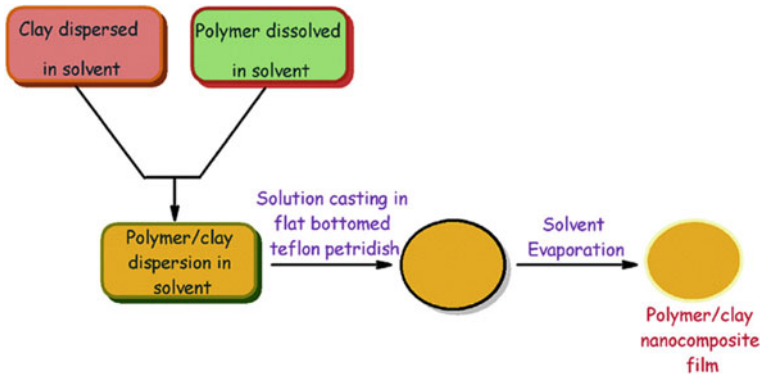 Clay dispersed
in solvent
Polymer dissolved
in solvent
Polymer/clay
dispersion in
solvent
Solution casting in
flat bottomed
teflon petridish
Solvent
Evaporation
Polymer/clay
nanocomposite
film